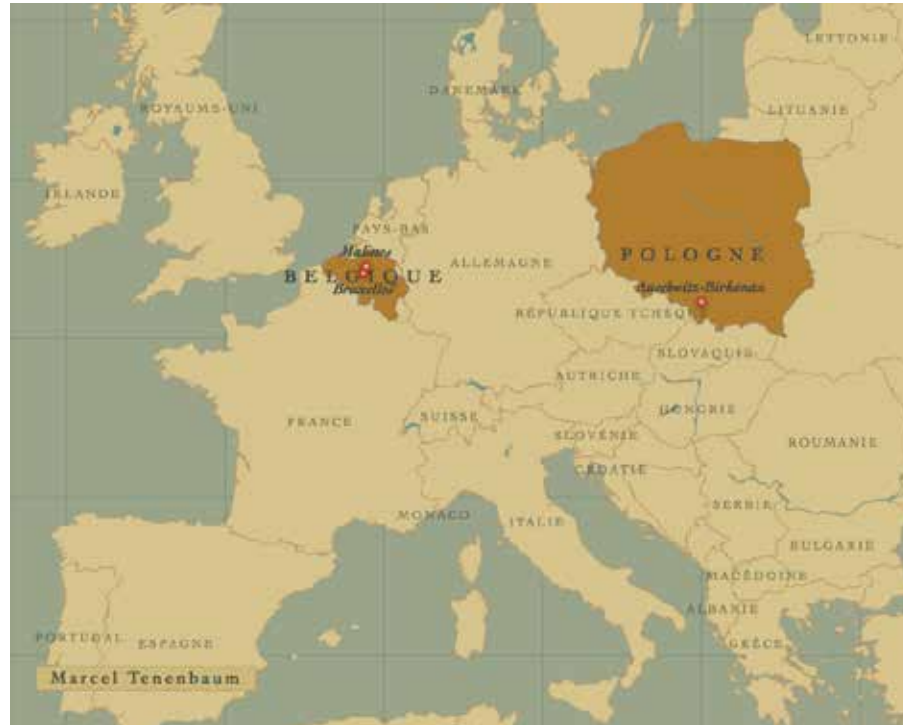 LETTONIE
ROYAUMS-UNI
DANEMARK
LITUANIE
IRLANDE
PAYS-BAS
Malines
BELGIQUE
Bruxelles
ALLEMAGNE
POLOGNE
Auschwitz-Birkenau
RÉPUBLIQUE TCHÈQUE
SLOVAQUIE
AUTRICHE
FRANCE
SUISSE
HONGRIE
SLOVÉNIE
ROUMANIE
CROATIE
MONACO
ITALIE
SERBIE
BULGARIE
MACÉDOINE
ALBANIE
PORTUGAL
ESPAGNE
GRÈCE
Marcel Tenenbaum